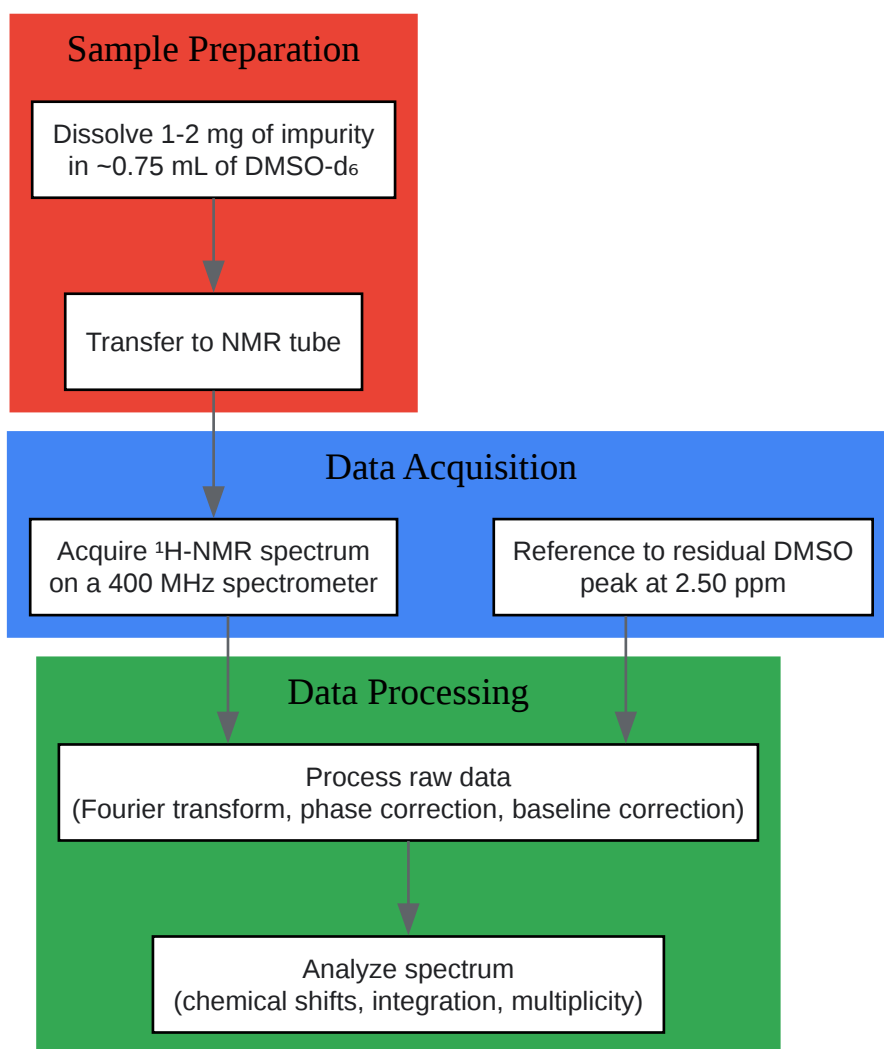 Sample Preparation
Dissolve 1-2 mg of impurity
in ~0.75 mL of DMSO-d₆
Transfer to NMR tube
Data Acquisition
Acquire ¹H-NMR spectrum
on a 400 MHz spectrometer
Reference to residual DMSO
peak at 2.50 ppm
Data Processing
Process raw data
(Fourier transform, phase correction, baseline correction)
Analyze spectrum
(chemical shifts, integration, multiplicity)